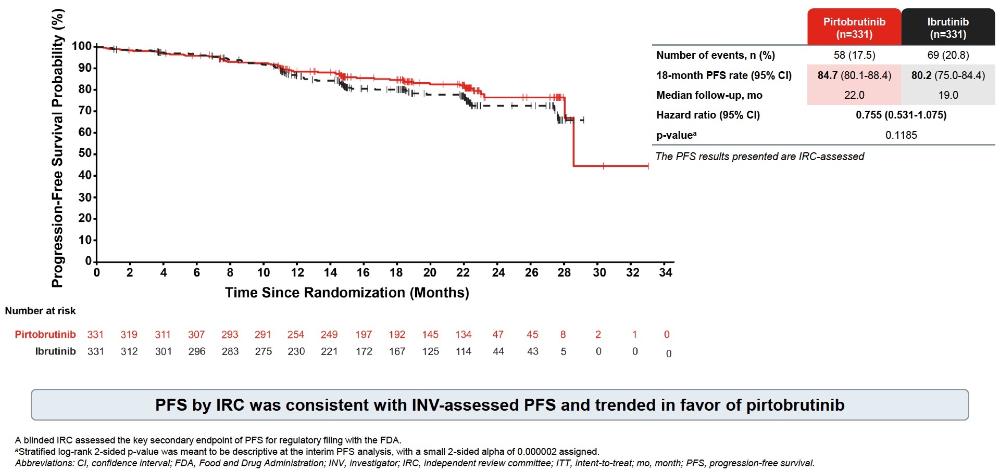 Progression-Free Survival Probability (%)
100
90
80
70
60
50
40
30
20
10
0
0 2 4 6 8 10 12 14 16 18 20 22 24 26 28 30 32 34
Time Since Randomization (Months)
Number at risk
Pirtobrutinib 331 319 311 307 293 291 254 249 197 192 145 134 47 45 8 2 1 0
Ibrutinib 331 312 301 296 283 275 230 221 172 167 125 114 44 43 5 0 0 0
Pirtobrutinib
(n=331)
Ibrutinib
(n=331)
Number of events, n (%) 58 (17.5) 69 (20.8)
18-month PFS rate (95% CI) 84.7 (80.1-88.4) 80.2 (75.0-84.4)
Median follow-up, mo 22.0 19.0
Hazard ratio (95% CI) 0.755 (0.531-1.075)
p-valueᵃ 0.1185
The PFS results presented are IRC-assessed
PFS by IRC was consistent with INV-assessed PFS and trended in favor of pirtobrutinib
A blinded IRC assessed the key secondary endpoint of PFS for regulatory filing with the FDA.
ᵃStratified log-rank 2-sided p-value was meant to be descriptive at the interim PFS analysis, with a small 2-sided alpha of 0.000002 assigned.
Abbreviations: CI, confidence interval; FDA, Food and Drug Administration; INV, investigator; IRC, independent review committee; ITT, intent-to-treat; mo, month; PFS, progression-free survival.